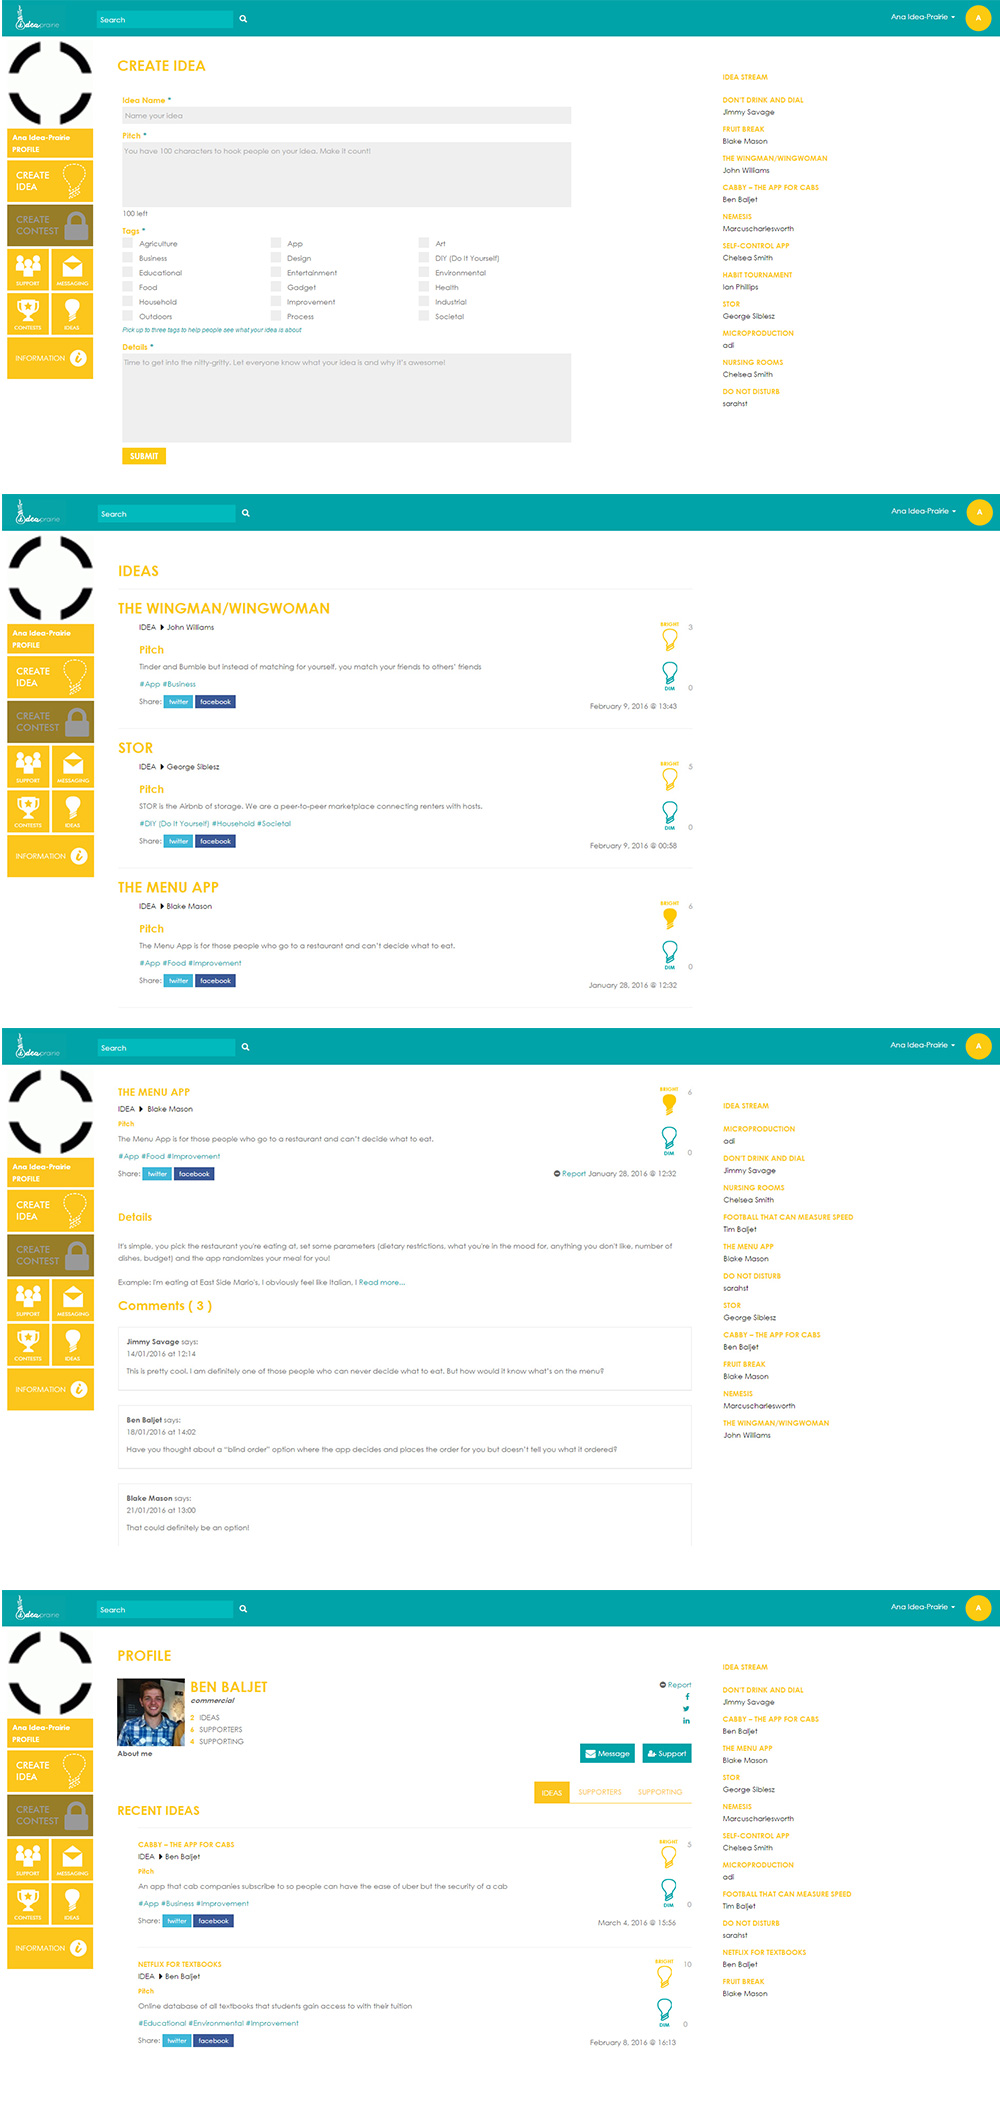 ideaprairie
Search
Ana Idea-Prairie
A
Ana Idea-Prairie
PROFILE
CREATE
IDEA
CREATE
CONTEST
SUPPORT
MESSAGING
CONTESTS
IDEAS
INFORMATION
CREATE IDEA
Idea Name *
Name your idea
Pitch *
You have 100 characters to hook people on your idea. Make it count!
100 left
Tags *
Agriculture App Art
Business Design DIY (Do It Yourself)
Educational Entertainment Environmental
Food Gadget Health
Household Improvement Industrial
Outdoors Process Societal
Pick up to three tags to help people see what your idea is about
Details *
Time to get into the nitty-gritty. Let everyone know what your idea is and why it's awesome!
SUBMIT
IDEA STREAM
DON'T DRINK AND DIAL
Jimmy Savage
FRUIT BREAK
Blake Mason
THE WINGMAN/WINGWOMAN
John Williams
CABBY – THE APP FOR CABS
Ben Baljet
NEMESIS
Marcuscharlesworth
SELF-CONTROL APP
Chelsea Smith
HABIT TOURNAMENT
Ian Phillips
STOR
George Siblesz
MICROPRODUCTION
adl
NURSING ROOMS
Chelsea Smith
DO NOT DISTURB
sarahst
ideaprairie
Search
Ana Idea-Prairie
A
Ana Idea-Prairie
PROFILE
CREATE
IDEA
CREATE
CONTEST
SUPPORT
MESSAGING
CONTESTS
IDEAS
INFORMATION
IDEAS
THE WINGMAN/WINGWOMAN
IDEA John Williams
Pitch
Tinder and Bumble but instead of matching for yourself, you match your friends to others' friends
#App #Business
Share: twitter facebook
BRIGHT 3
DIM 0
February 9, 2016 @ 13:43
STOR
IDEA George Siblesz
Pitch
STOR is the Airbnb of storage. We are a peer-to-peer marketplace connecting renters with hosts.
#DIY (Do It Yourself) #Household #Societal
Share: twitter facebook
BRIGHT 5
DIM 0
February 9, 2016 @ 00:58
THE MENU APP
IDEA Blake Mason
Pitch
The Menu App is for those people who go to a restaurant and can't decide what to eat.
#App #Food #Improvement
Share: twitter facebook
BRIGHT 6
DIM 0
January 28, 2016 @ 12:32
ideaprairie
Search
Ana Idea-Prairie
A
Ana Idea-Prairie
PROFILE
CREATE
IDEA
CREATE
CONTEST
SUPPORT
MESSAGING
CONTESTS
IDEAS
INFORMATION
THE MENU APP
IDEA Blake Mason
Pitch
The Menu App is for those people who go to a restaurant and can't decide what to eat.
#App #Food #Improvement
Share: twitter facebook
BRIGHT 6
DIM 0
Report January 28, 2016 @ 12:32
Details
It's simple, you pick the restaurant you're eating at, set some parameters (dietary restrictions, what you're in the mood for, anything you don't like, number of
dishes, budget) and the app randomizes your meal for you!
Example: I'm eating at East Side Mario's, I obviously feel like Italian, I Read more...
Comments ( 3 )
Jimmy Savage says:
14/01/2016 at 12:14
This is pretty cool. I am definitely one of those people who can never decide what to eat. But how would it know what's on the menu?
Ben Baljet says:
18/01/2016 at 14:02
Have you thought about a "blind order" option where the app decides and places the order for you but doesn't tell you what it ordered?
Blake Mason says:
21/01/2016 at 13:00
That could definitely be an option!
IDEA STREAM
MICROPRODUCTION
adl
DON'T DRINK AND DIAL
Jimmy Savage
NURSING ROOMS
Chelsea Smith
FOOTBALL THAT CAN MEASURE SPEED
Tim Baljet
THE MENU APP
Blake Mason
DO NOT DISTURB
sarahst
STOR
George Siblesz
CABBY – THE APP FOR CABS
Ben Baljet
FRUIT BREAK
Blake Mason
NEMESIS
Marcuscharlesworth
THE WINGMAN/WINGWOMAN
John Williams
ideaprairie
Search
Ana Idea-Prairie
A
Ana Idea-Prairie
PROFILE
CREATE
IDEA
CREATE
CONTEST
SUPPORT
MESSAGING
CONTESTS
IDEAS
INFORMATION
PROFILE
BEN BALJET
commercial
2 IDEAS
6 SUPPORTERS
4 SUPPORTING
About me
Report
Message
Support
IDEAS SUPPORTERS SUPPORTING
RECENT IDEAS
CABBY – THE APP FOR CABS
IDEA Ben Baljet
Pitch
An app that cab companies subscribe to so people can have the ease of uber but the security of a cab
#App #Business #Improvement
Share: twitter facebook
BRIGHT 5
DIM 0
March 4, 2016 @ 15:56
NETFLIX FOR TEXTBOOKS
IDEA Ben Baljet
Pitch
Online database of all textbooks that students gain access to with their tuition
#Educational #Environmental #Improvement
Share: twitter facebook
BRIGHT 10
DIM 0
February 8, 2016 @ 16:13
IDEA STREAM
DON'T DRINK AND DIAL
Jimmy Savage
CABBY – THE APP FOR CABS
Ben Baljet
THE MENU APP
Blake Mason
STOR
George Siblesz
NEMESIS
Marcuscharlesworth
SELF-CONTROL APP
Chelsea Smith
MICROPRODUCTION
adl
FOOTBALL THAT CAN MEASURE SPEED
Tim Baljet
DO NOT DISTURB
sarahst
NETFLIX FOR TEXTBOOKS
Ben Baljet
FRUIT BREAK
Blake Mason